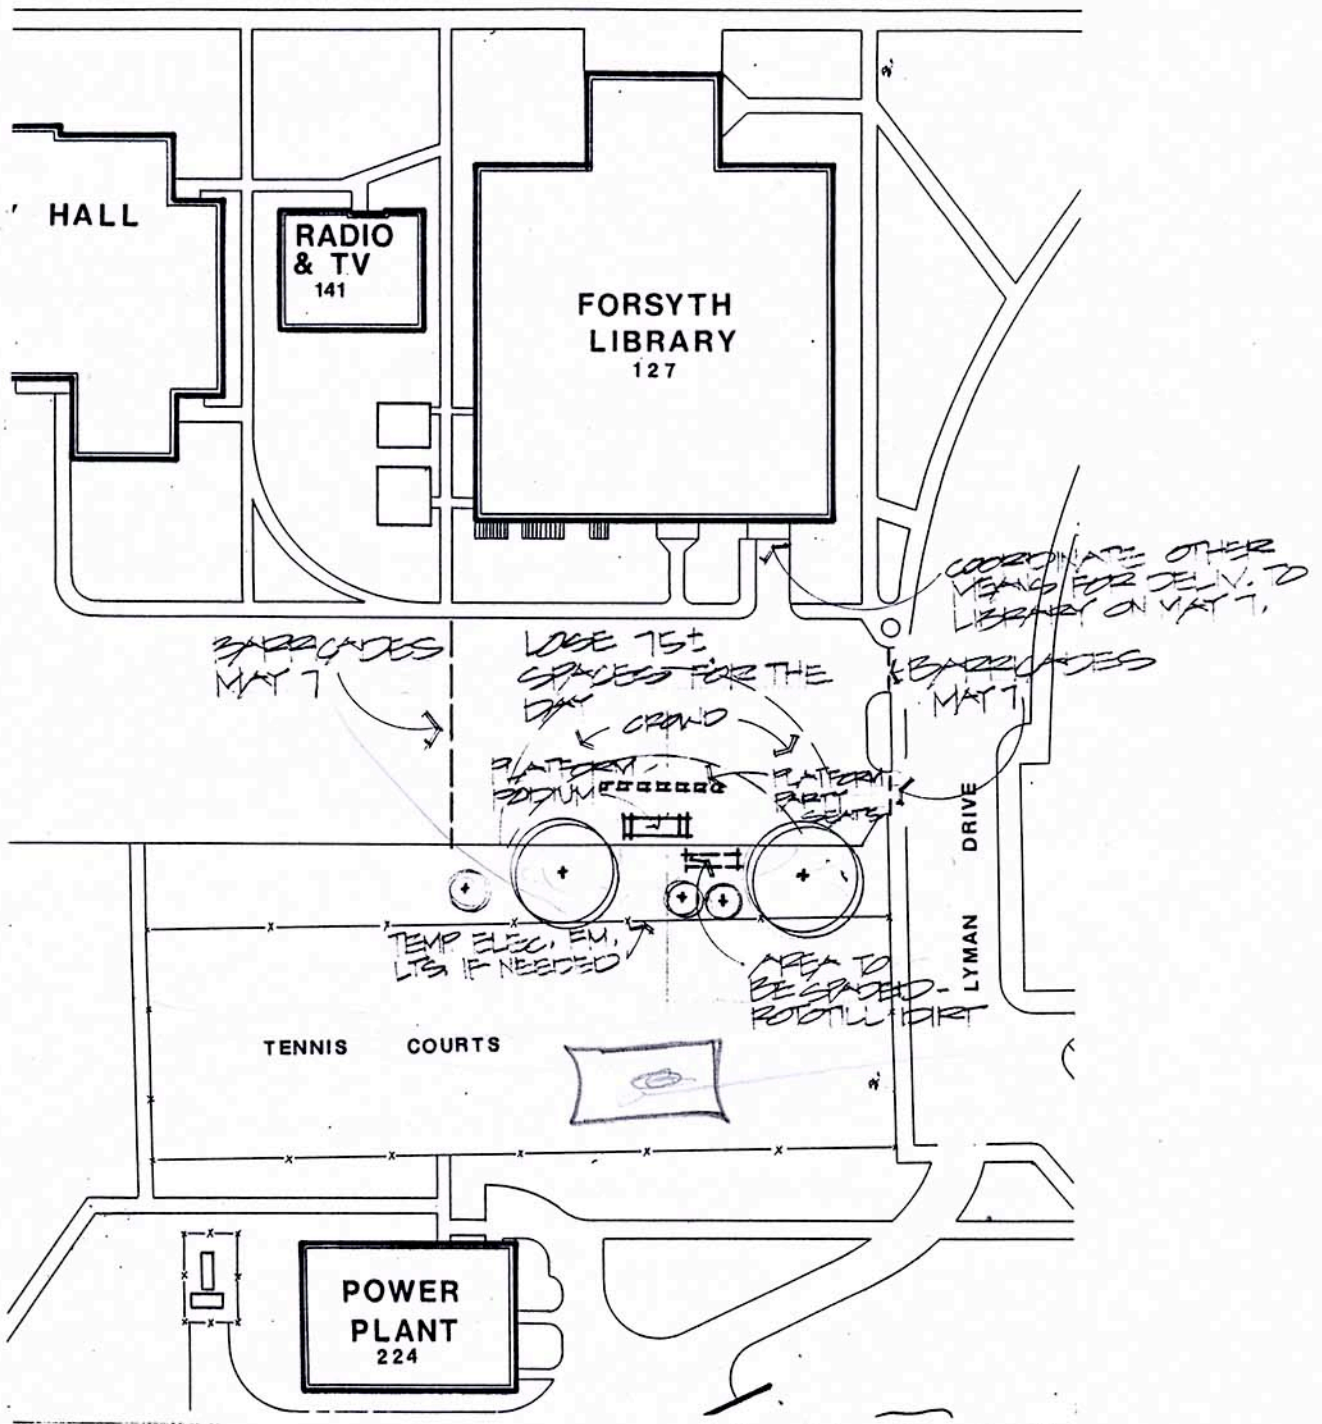 HALL
RADIO
& TV
141
FORSYTH
LIBRARY
127
COORDINATE OTHER
MEANS FOR DELIV. TO
LIBRARY ON MAY 7.
BARRICADES
MAY 7
LOSE 75±
SPACES FOR THE
DAY
BARRICADES
MAY 7
CROWD
PLATFORM,
PODIUM
PLATFORM
PARTY
SEATS
LYMAN DRIVE
TEMP ELEC, EM,
LTS, IF NEEDED
AREA TO
BE SPADED -
ROTOTILL DIRT
TENNIS COURTS
POWER
PLANT
224